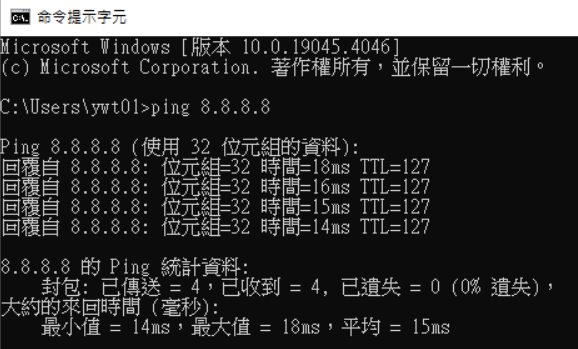 命令提示字元
Microsoft Windows [版本 10.0.19045.4046]
(c) Microsoft Corporation. 著作權所有，並保留一切權利。
C:\Users\ywt01>ping 8.8.8.8
Ping 8.8.8.8 (使用 32 位元組的資料):
回覆自 8.8.8.8: 位元組=32 時間=18ms TTL=127
回覆自 8.8.8.8: 位元組=32 時間=16ms TTL=127
回覆自 8.8.8.8: 位元組=32 時間=15ms TTL=127
回覆自 8.8.8.8: 位元組=32 時間=14ms TTL=127
8.8.8.8 的 Ping 統計資料:
封包: 已傳送 = 4，已收到 = 4, 已遺失 = 0 (0% 遺失)，
大約的來回時間 (毫秒):
最小值 = 14ms，最大值 = 18ms，平均 = 15ms